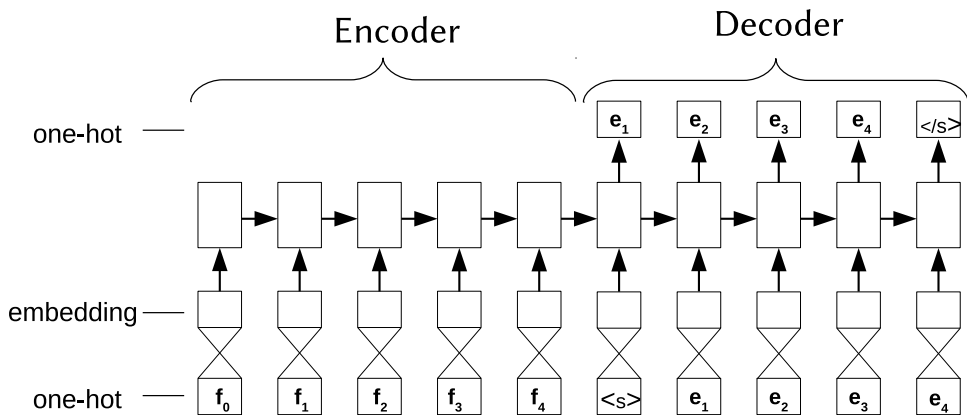 Encoder Decoder
one-hot e₁ e₂ e₃ e₄ </s>
embedding
one-hot f₀ f₁ f₂ f₃ f₄ <s> e₁ e₂ e₃ e₄